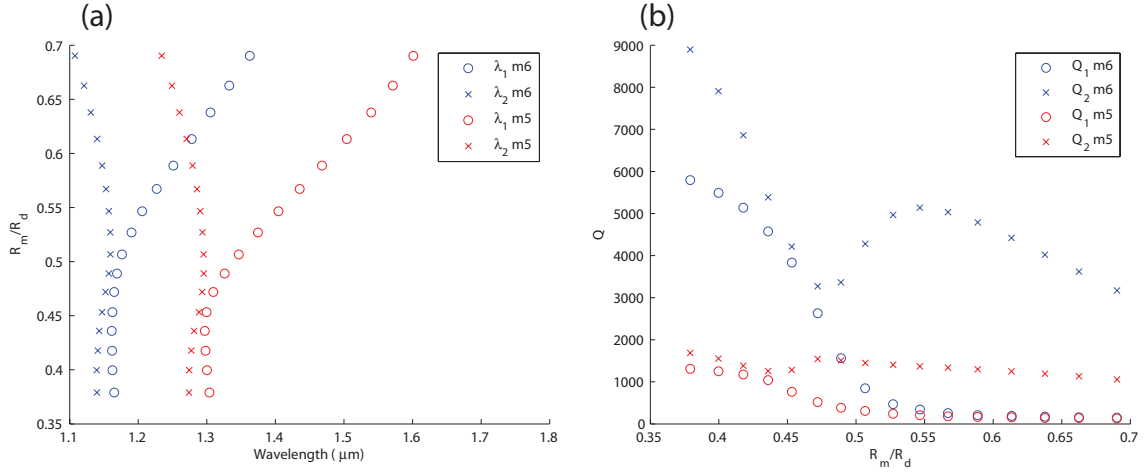 (a)
(b)
0.7
0.65
0.6
0.55
0.5
0.45
0.4
0.35
R_m/R_d
1.1 1.2 1.3 1.4 1.5 1.6 1.7 1.8
Wavelength ( μm)
λ_1 m6
λ_2 m6
λ_1 m5
λ_2 m5
9000
8000
7000
6000
5000
4000
3000
2000
1000
0
Q
0.35 0.4 0.45 0.5 0.55 0.6 0.65 0.7
R_m/R_d
Q_1 m6
Q_2 m6
Q_1 m5
Q_2 m5